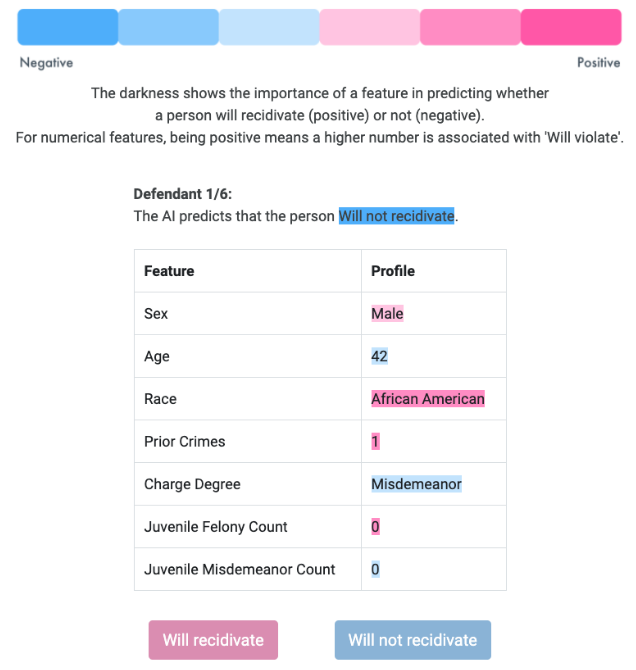 Negative Positive
The darkness shows the importance of a feature in predicting whether
a person will recidivate (positive) or not (negative).
For numerical features, being positive means a higher number is associated with 'Will violate'.
Defendant 1/6:
The AI predicts that the person Will not recidivate.
Feature Profile
Sex Male
Age 42
Race African American
Prior Crimes 1
Charge Degree Misdemeanor
Juvenile Felony Count 0
Juvenile Misdemeanor Count 0
Will recidivate Will not recidivate